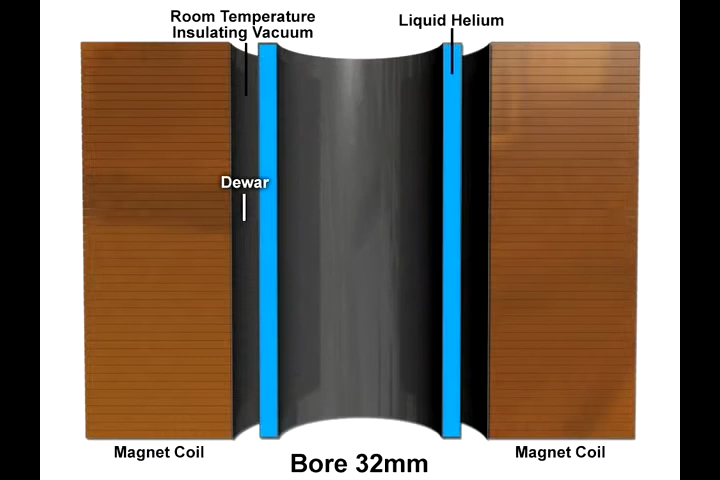 Room Temperature
Insulating Vacuum
Liquid Helium
Dewar
Magnet Coil
Magnet Coil
Bore 32mm